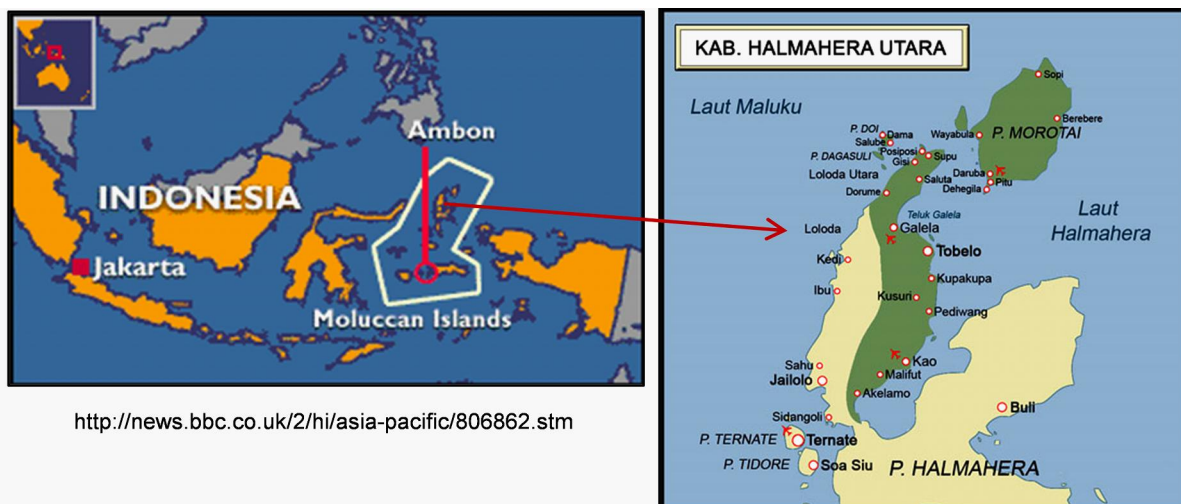 Ambon
INDONESIA
Jakarta
Moluccan Islands
http://news.bbc.co.uk/2/hi/asia-pacific/806862.stm
KAB. HALMAHERA UTARA
Laut Maluku
Sopi
Berebere
P. DOI
Dama
Wayabula
P. MOROTAI
Salube
Posiposi
P. DAGASULI
Gisi
Supu
Daruba
Loloda Utara
Saluta
Pitu
Dehegila
Dorume
Laut
Halmahera
Teluk Galela
Loloda
Galela
Tobelo
Kedi
Kupakupa
Ibu
Kusuri
Pediwang
Sahu
Kao
Jailolo
Malifut
Akelamo
Buli
Sidangoli
P. TERNATE
Ternate
P. TIDORE
Soa Siu
P. HALMAHERA